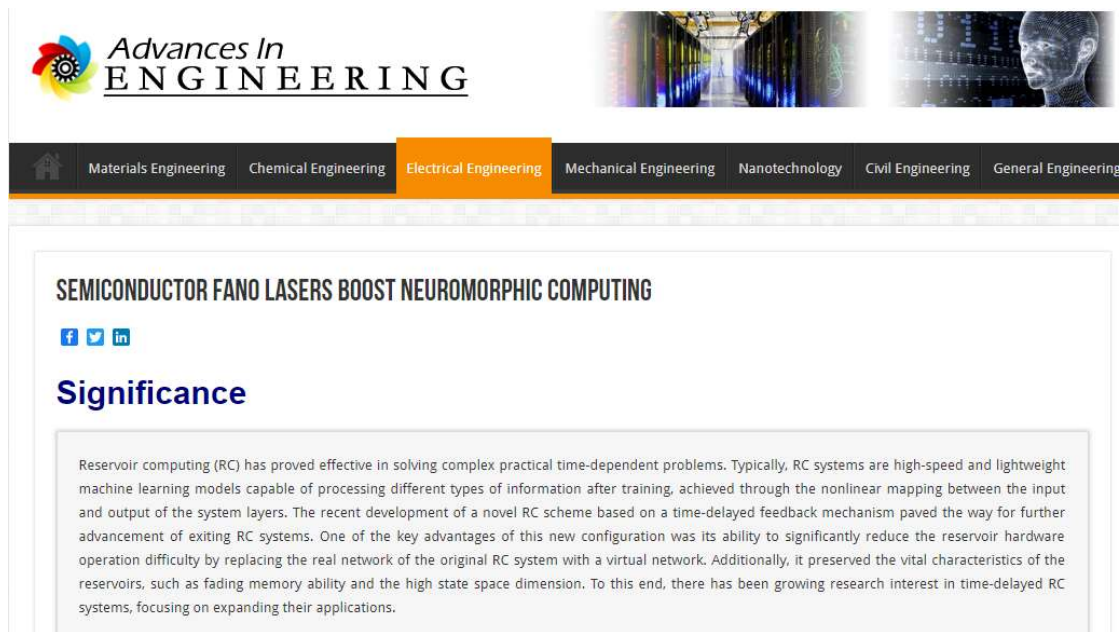 Advances In
ENGINEERING
Materials Engineering Chemical Engineering Electrical Engineering Mechanical Engineering Nanotechnology Civil Engineering General Engineering
SEMICONDUCTOR FANO LASERS BOOST NEUROMORPHIC COMPUTING
Significance
Reservoir computing (RC) has proved effective in solving complex practical time-dependent problems. Typically, RC systems are high-speed and lightweight
machine learning models capable of processing different types of information after training, achieved through the nonlinear mapping between the input
and output of the system layers. The recent development of a novel RC scheme based on a time-delayed feedback mechanism paved the way for further
advancement of exiting RC systems. One of the key advantages of this new configuration was its ability to significantly reduce the reservoir hardware
operation difficulty by replacing the real network of the original RC system with a virtual network. Additionally, it preserved the vital characteristics of the
reservoirs, such as fading memory ability and the high state space dimension. To this end, there has been growing research interest in time-delayed RC
systems, focusing on expanding their applications.